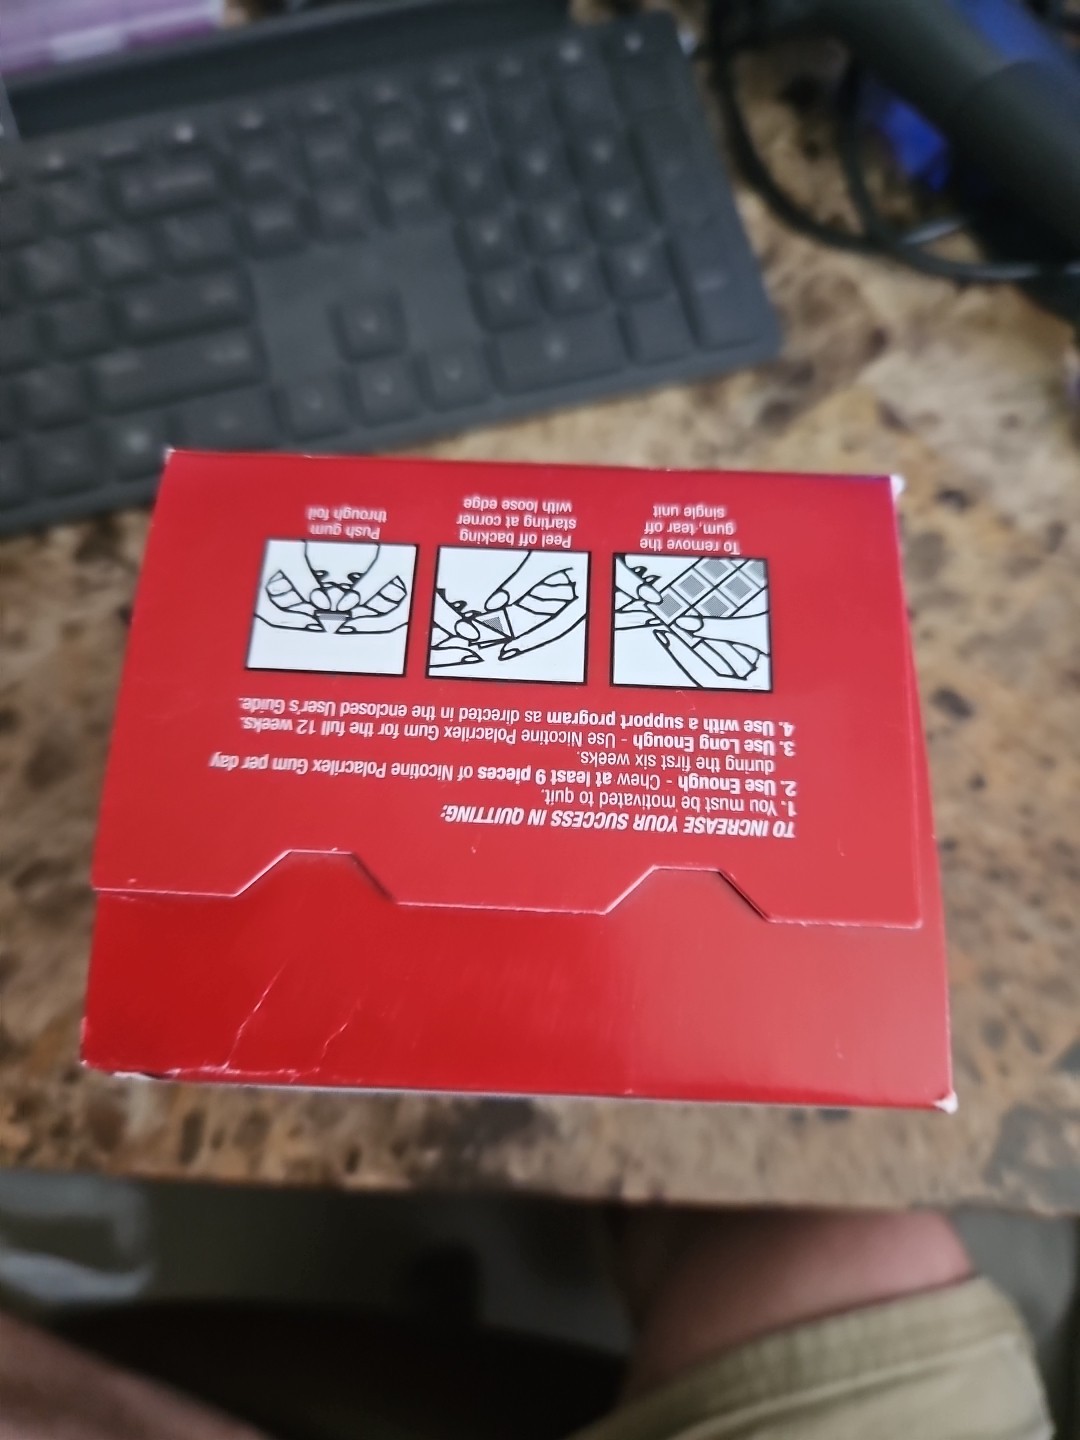 TO INCREASE YOUR SUCCESS IN QUITTING:
1. You must be motivated to quit.
2. Use Enough - Chew at least 9 pieces of Nicotine Polacrilex Gum per day
during the first six weeks.
3. Use Long Enough - Use Nicotine Polacrilex Gum for the full 12 weeks.
4. Use with a support program as directed in the enclosed User's Guide.
To remove the
gum, tear off
single unit
Peel off backing
starting at corner
with loose edge
Push gum
through foil